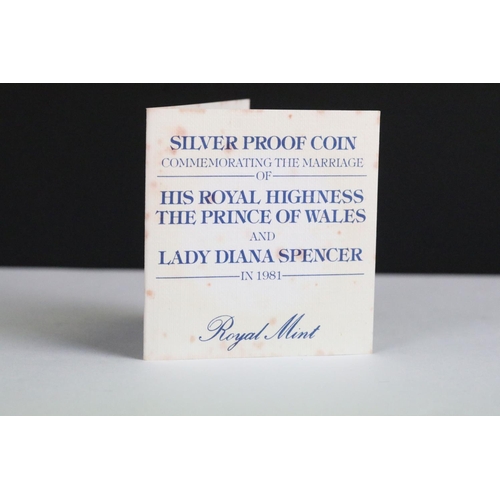 SILVER PROOF COIN
COMMEMORATING THE MARRIAGE
OF
HIS ROYAL HIGHNESS
THE PRINCE OF WALES
AND
LADY DIANA SPENCER
IN 1981
Royal Mint